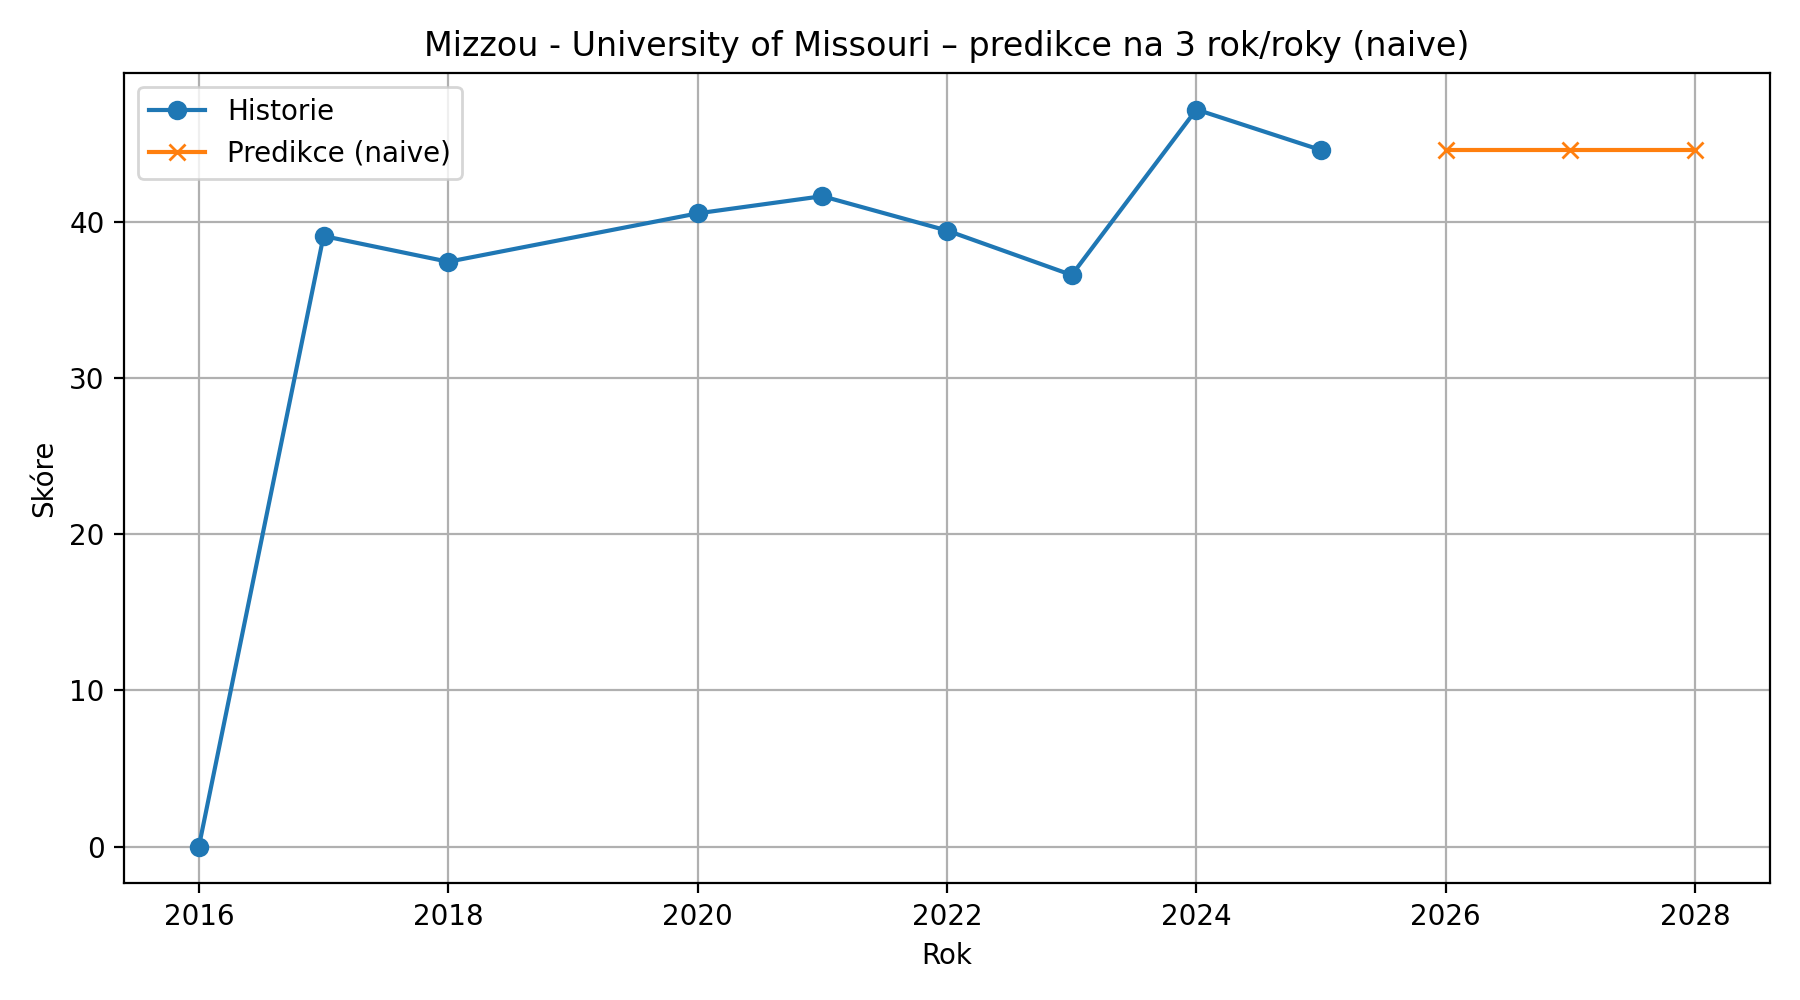 Mizzou - University of Missouri – predikce na 3 rok/roky (naive)
Historie
Predikce (naive)
Skóre
40
30
20
10
0
2016 2018 2020 2022 2024 2026 2028
Rok